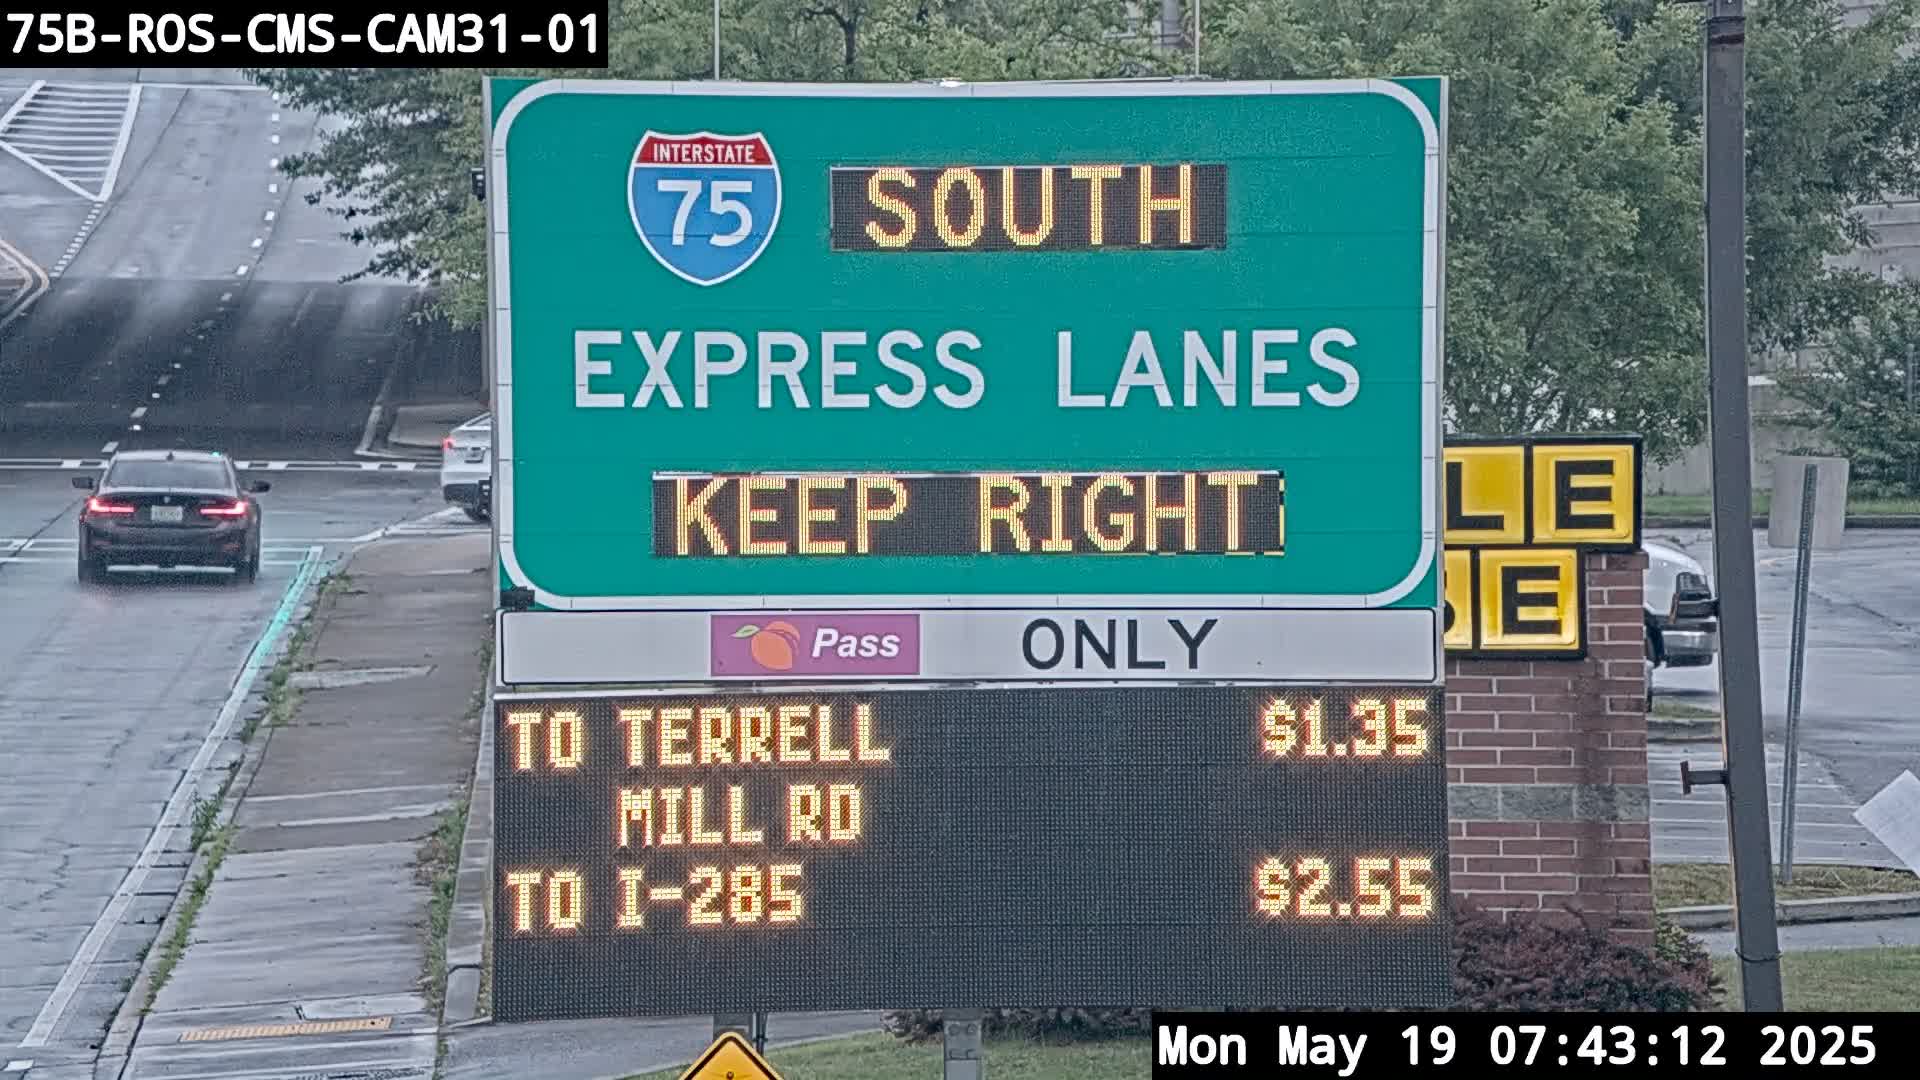 75B-ROS-CMS-CAM31-01
INTERSTATE
75
SOUTH
EXPRESS LANES
KEEP RIGHT
LE
E
Pass
ONLY
TO TERRELL $1.35
MILL RD
TO I-285 $2.55
Mon May 19 07:43:12 2025